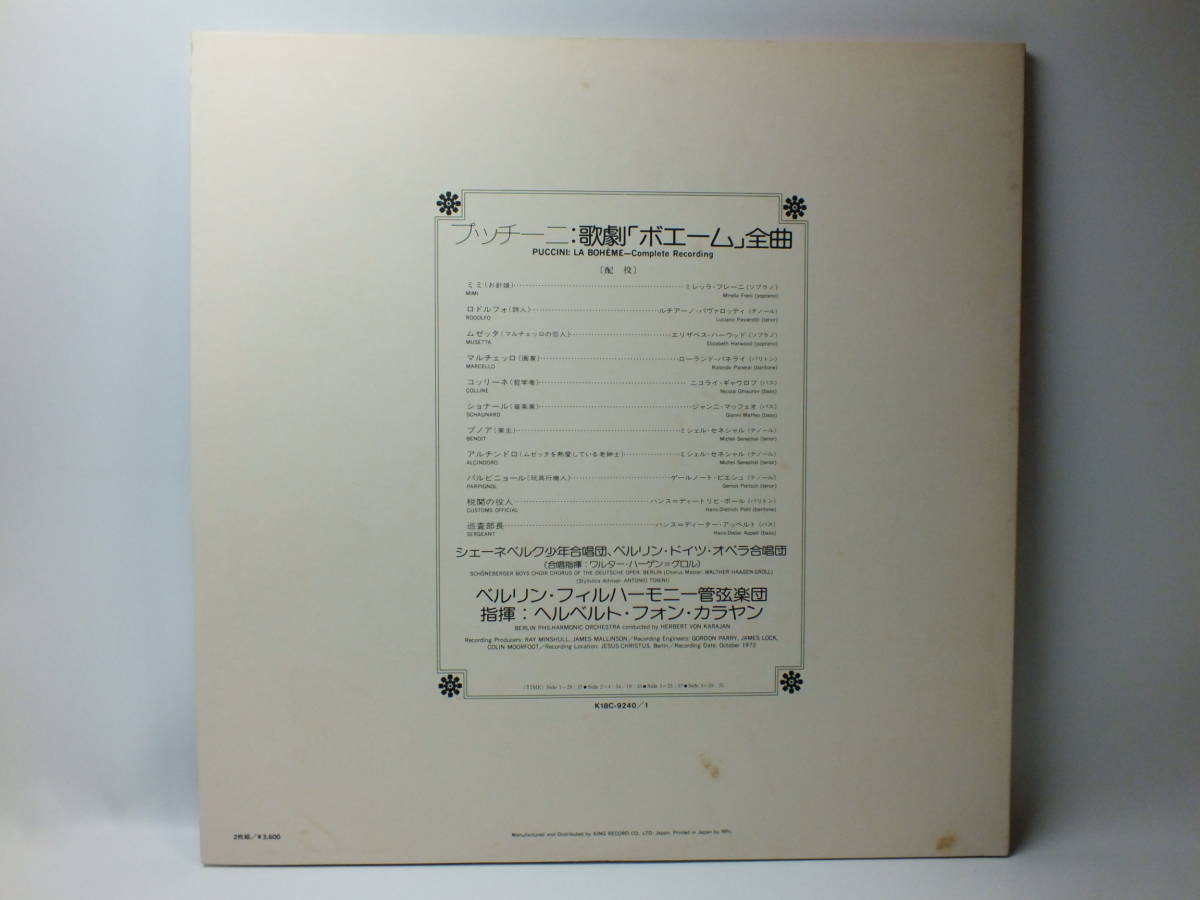 プッチーニ：歌劇「ボエーム」全曲
PUCCINI: LA BOHÈME—Complete Recording
〔配 役〕
ミミ（お針娘）……ミレッラ・フレーニ（ソプラノ）
MIMI Mirella Freni (soprano)
ロドルフォ（詩人）……ルチアーノ・パヴァロッティ（テノール）
RODOLFO Luciano Pavarotti (tenor)
ムゼッタ（マルチェッロの恋人）……エリザベス・ハーウッド（ソプラノ）
MUSETTA Elizabeth Harwood (soprano)
マルチェッロ（画家）……ローランド・パネライ（バリトン）
MARCELLO Rolando Panerai (baritone)
コッリーネ（哲学者）……ニコライ・ギャウロフ（バス）
COLLINE Nicolai Ghiaurov (bass)
ショナール（音楽家）……ジャンニ・マッフェオ（バス）
SCHAUNARD Gianni Maffeo (bass)
ブノア（家主）……ミシェル・セネシャル（テノール）
BENOIT Michel Senechal (tenor)
アルチンドロ（ムゼッタを熱愛している老紳士）……ミシェル・セネシャル（テノール）
ALCINDORO Michel Senechal (tenor)
パルピニョール（玩具行商人）……ゲールノート・ピエシュ（テノール）
PARPIGNOL Gernot Pietsch (tenor)
税関の役人……ハンス＝ディートリヒ・ポール（バリトン）
CUSTOMS OFFICIAL Hans-Dietrich Pohl (baritone)
巡査部長……ハンス＝ディーター・アッペルト（バス）
SERGEANT Hans-Dieter Appelt (bass)
シェーネベルク少年合唱団、ベルリン・ドイツ・オペラ合唱団
（合唱指揮：ワルター・ハーゲン＝グロル）
SCHÖNEBERGER BOYS CHOIR CHORUS OF THE DEUTSCHE OPER, BERLIN (Chorus Master: WALTHER HAAGEN-GROLL)
(Stylistics Adviser: ANTONIO TONINI)
ベルリン・フィルハーモニー管弦楽団
指揮：ヘルベルト・フォン・カラヤン
BERLIN PHILHARMONIC ORCHESTRA conducted by HERBERT VON KARAJAN
Recording Producers: RAY MINSHULL, JAMES MALLINSON／Recording Engineers: GORDON PARRY, JAMES LOCK,
COLIN MOORFOOT／Recording Location: JESUS-CHRISTUS, Berlin／Recording Date: October 1972
K18C-9240／1
2枚組／￥3,600
Manufactured and Distributed by KING RECORD CO., LTD. Japan. Printed in Japan by